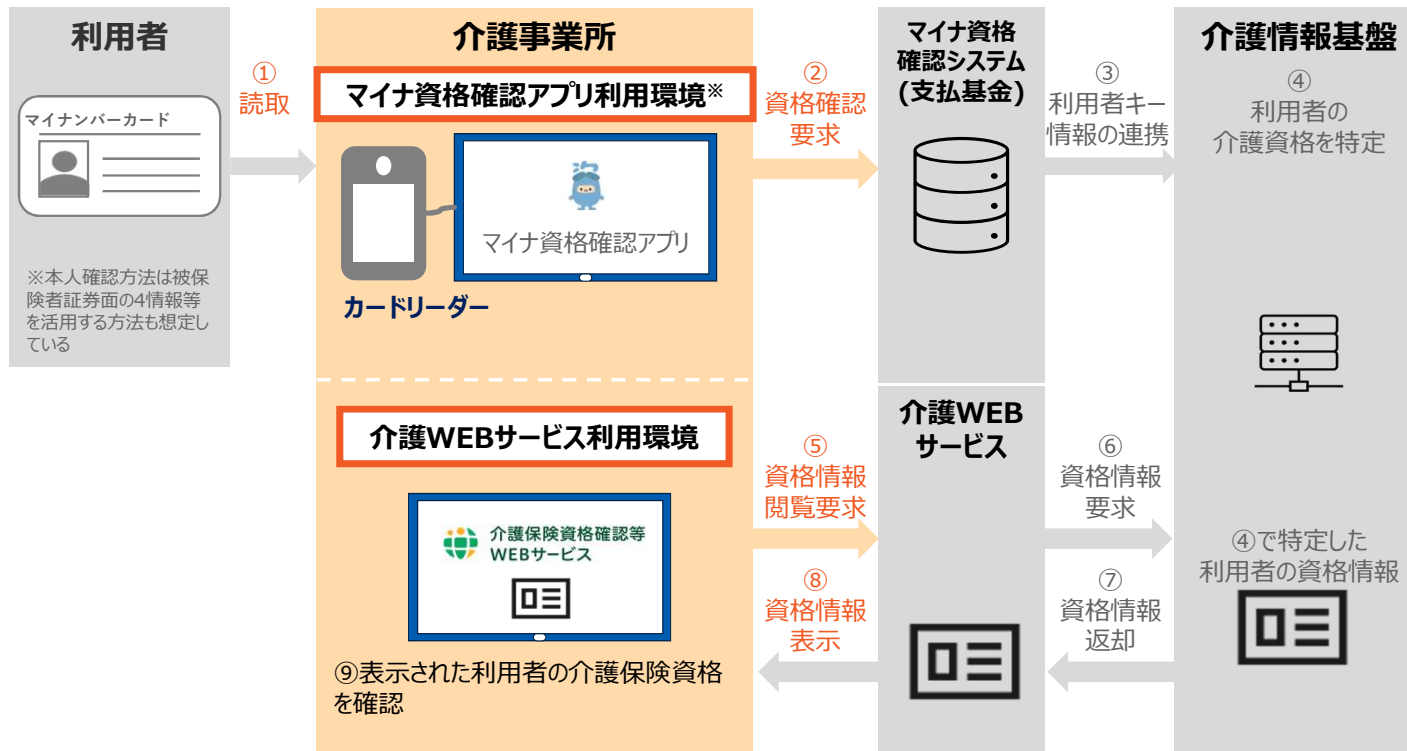 利用者
マイナンバーカード
※本人確認方法は被保
険者証券面の4情報等
を活用する方法も想定し
ている
①
読取
介護事業所
マイナ資格確認アプリ利用環境※
マイナ資格確認アプリ
カードリーダー
②
資格確認
要求
マイナ資格
確認システム
(支払基金)
③
利用者キー
情報の連携
介護情報基盤
④
利用者の
介護資格を特定
介護WEBサービス利用環境
介護保険資格確認等
WEBサービス
⑨表示された利用者の介護保険資格
を確認
⑤
資格情報
閲覧要求
⑧
資格情報
表示
介護WEB
サービス
⑥
資格情報
要求
⑦
資格情報
返却
④で特定した
利用者の資格情報